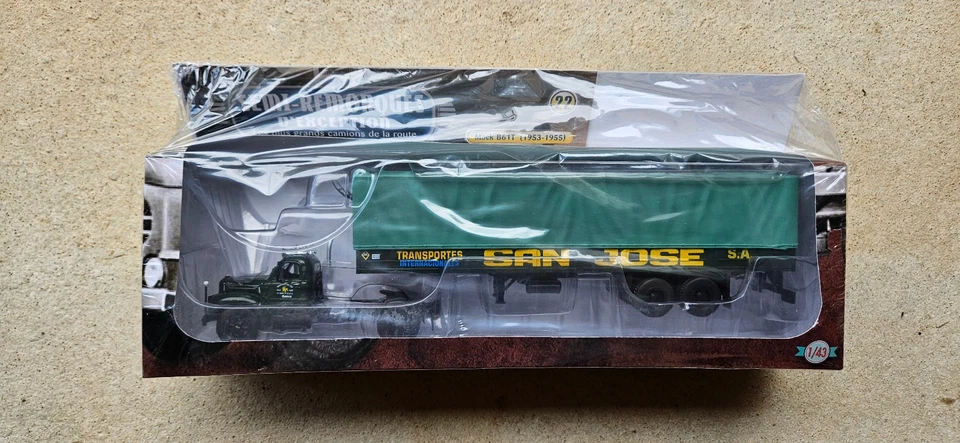 22
SEMI-REMORQUES
D'EXCEPTION
plus grands camions de la route
Mack B61T (1953-1955)
TRANSPORTES
INTERNACIONALES
SAN JOSE
S.A
1/43